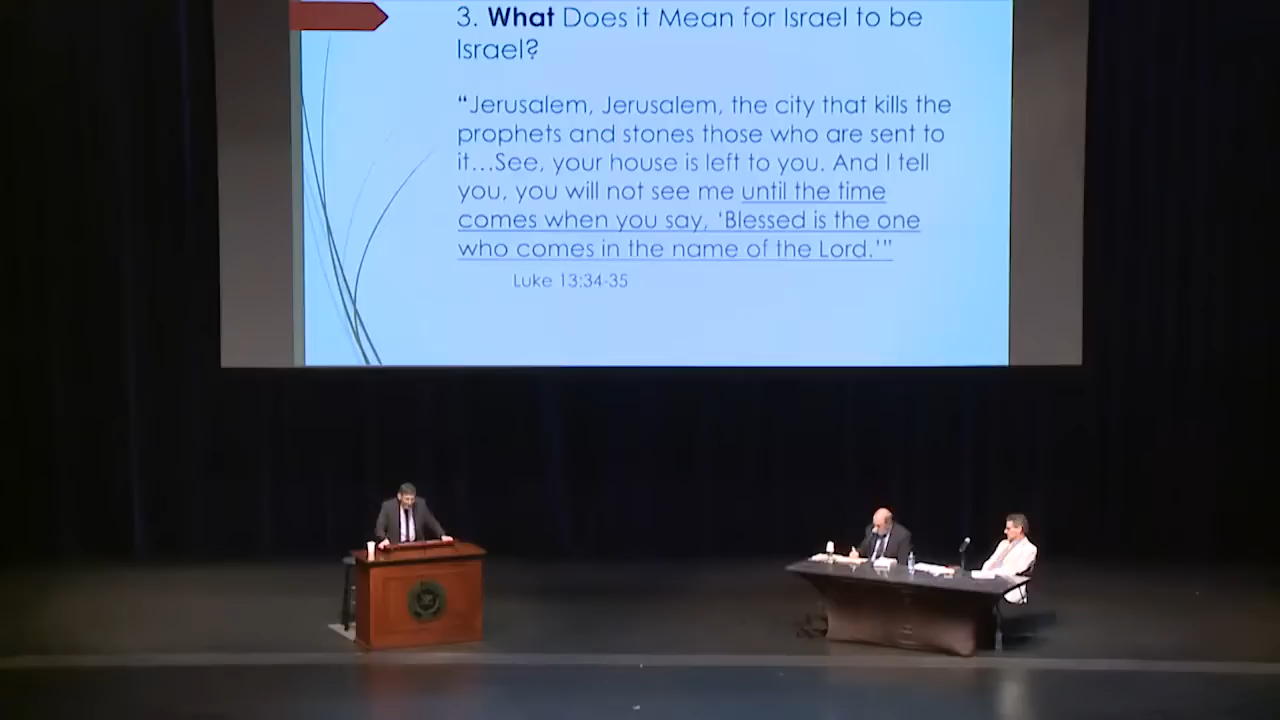 3. What Does it Mean for Israel to be
Israel?
“Jerusalem, Jerusalem, the city that kills the
prophets and stones those who are sent to
it...See, your house is left to you. And I tell
you, you will not see me until the time
comes when you say, ‘Blessed is the one
who comes in the name of the Lord.’”
Luke 13:34-35